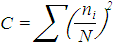 C = ∑(nᵢ/N)²